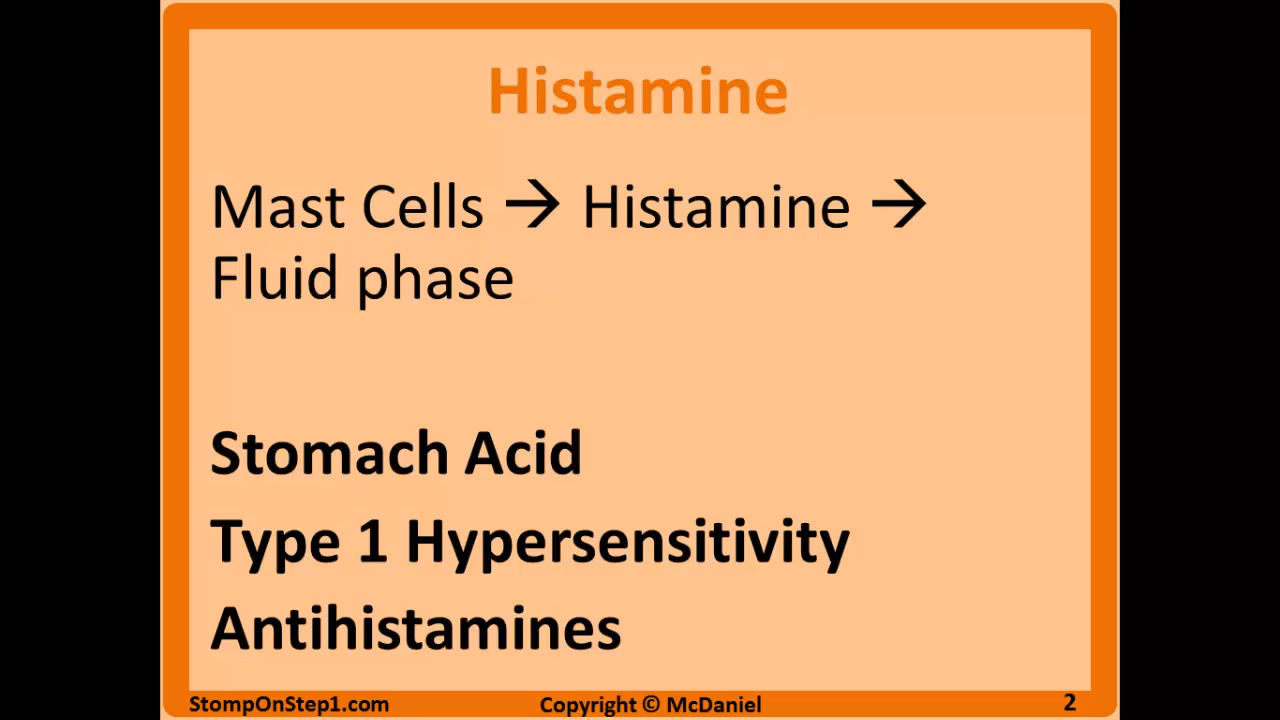 Histamine
Mast Cells → Histamine →
Fluid phase
Stomach Acid
Type 1 Hypersensitivity
Antihistamines
StompOnStep1.com Copyright © McDaniel 2